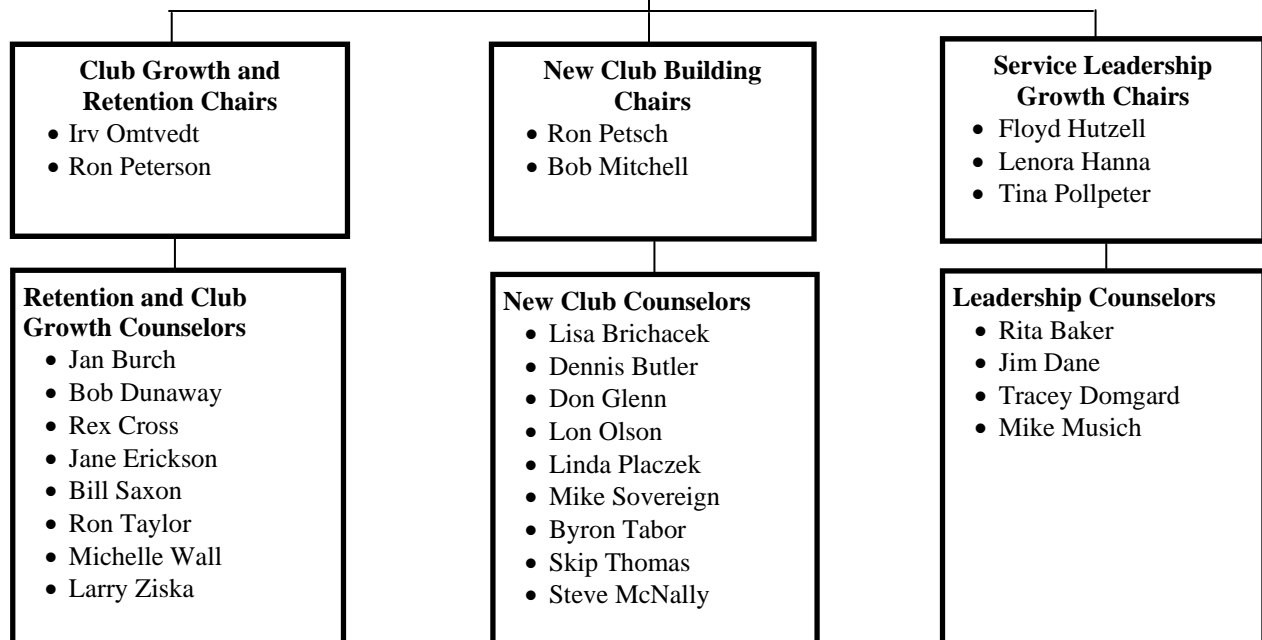 Club Growth and
Retention Chairs
• Irv Omtvedt
• Ron Peterson
New Club Building
Chairs
• Ron Petsch
• Bob Mitchell
Service Leadership
Growth Chairs
• Floyd Hutzell
• Lenora Hanna
• Tina Pollpeter
Retention and Club
Growth Counselors
• Jan Burch
• Bob Dunaway
• Rex Cross
• Jane Erickson
• Bill Saxon
• Ron Taylor
• Michelle Wall
• Larry Ziska
New Club Counselors
• Lisa Brichacek
• Dennis Butler
• Don Glenn
• Lon Olson
• Linda Placzek
• Mike Sovereign
• Byron Tabor
• Skip Thomas
• Steve McNally
Leadership Counselors
• Rita Baker
• Jim Dane
• Tracey Domgard
• Mike Musich